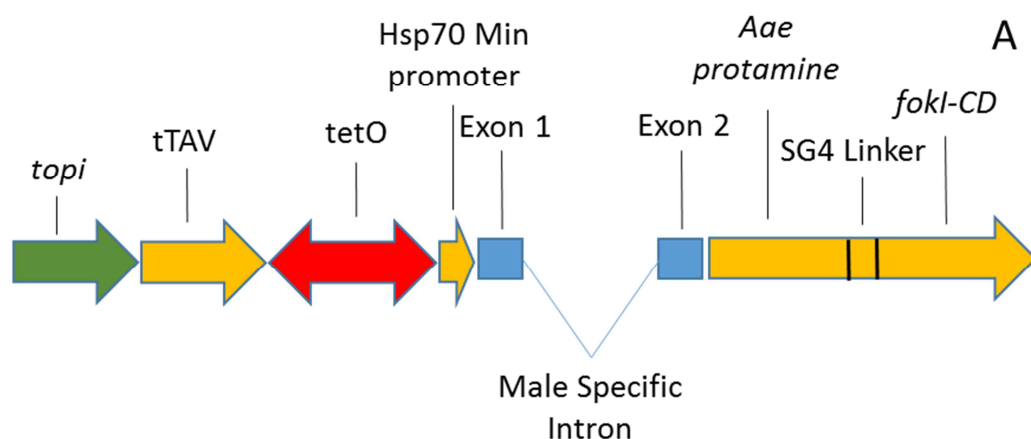 A
Hsp70 Min
promoter
Aae
protamine
fokI-CD
topi
tTAV
tetO
Exon 1
Exon 2
SG4 Linker
Male Specific
Intron